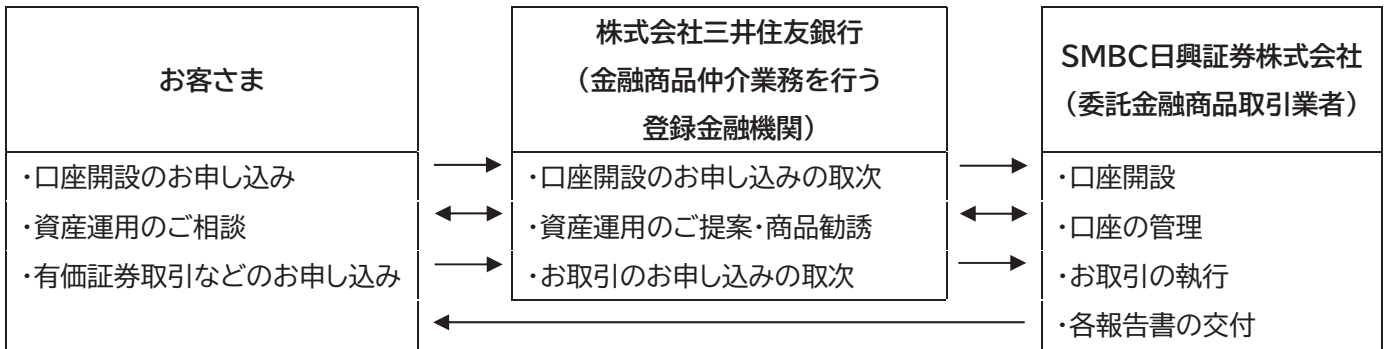 お客さま
株式会社三井住友銀行
（金融商品仲介業務を行う
登録金融機関）
SMBC日興証券株式会社
（委託金融商品取引業者）
・口座開設のお申し込み
・口座開設のお申し込みの取次
・口座開設
・資産運用のご相談
・資産運用のご提案・商品勧誘
・口座の管理
・有価証券取引などのお申し込み
・お取引のお申し込みの取次
・お取引の執行
・各報告書の交付